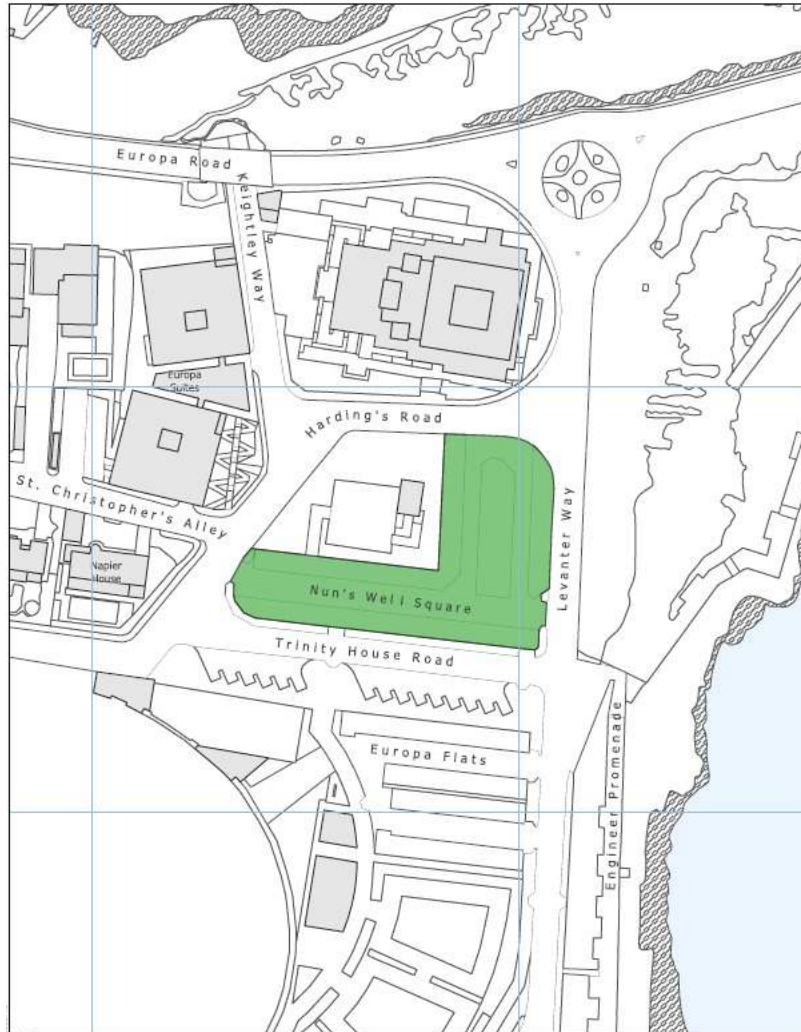 Europa Road
Keightley Way
Europa
Suites
Harding's Road
St. Christopher's Alley
Levanter Way
Napier
House
Nun's Well Square
Trinity House Road
Europa Flats
Engineer Promenade